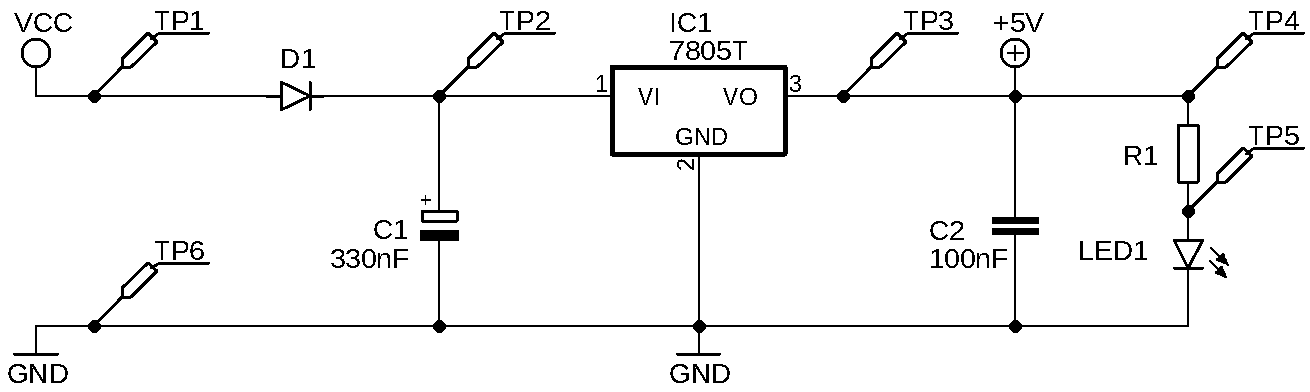 VCC
TP1
TP2
IC1
7805T
TP3
+5V
TP4
D1
1
VI
VO
3
GND
2
R1
TP5
+
C1
330nF
C2
100nF
LED1
TP6
GND
GND